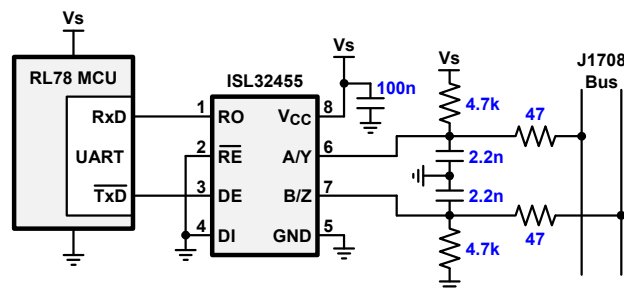 Vs
RL78 MCU
RxD
UART
TxD
ISL32455
1
RO
2
RE
3
DE
4
DI
VCC
8
A/Y
6
B/Z
7
GND
5
Vs
100n
Vs
4.7k
47
2.2n
2.2n
47
4.7k
J1708
Bus